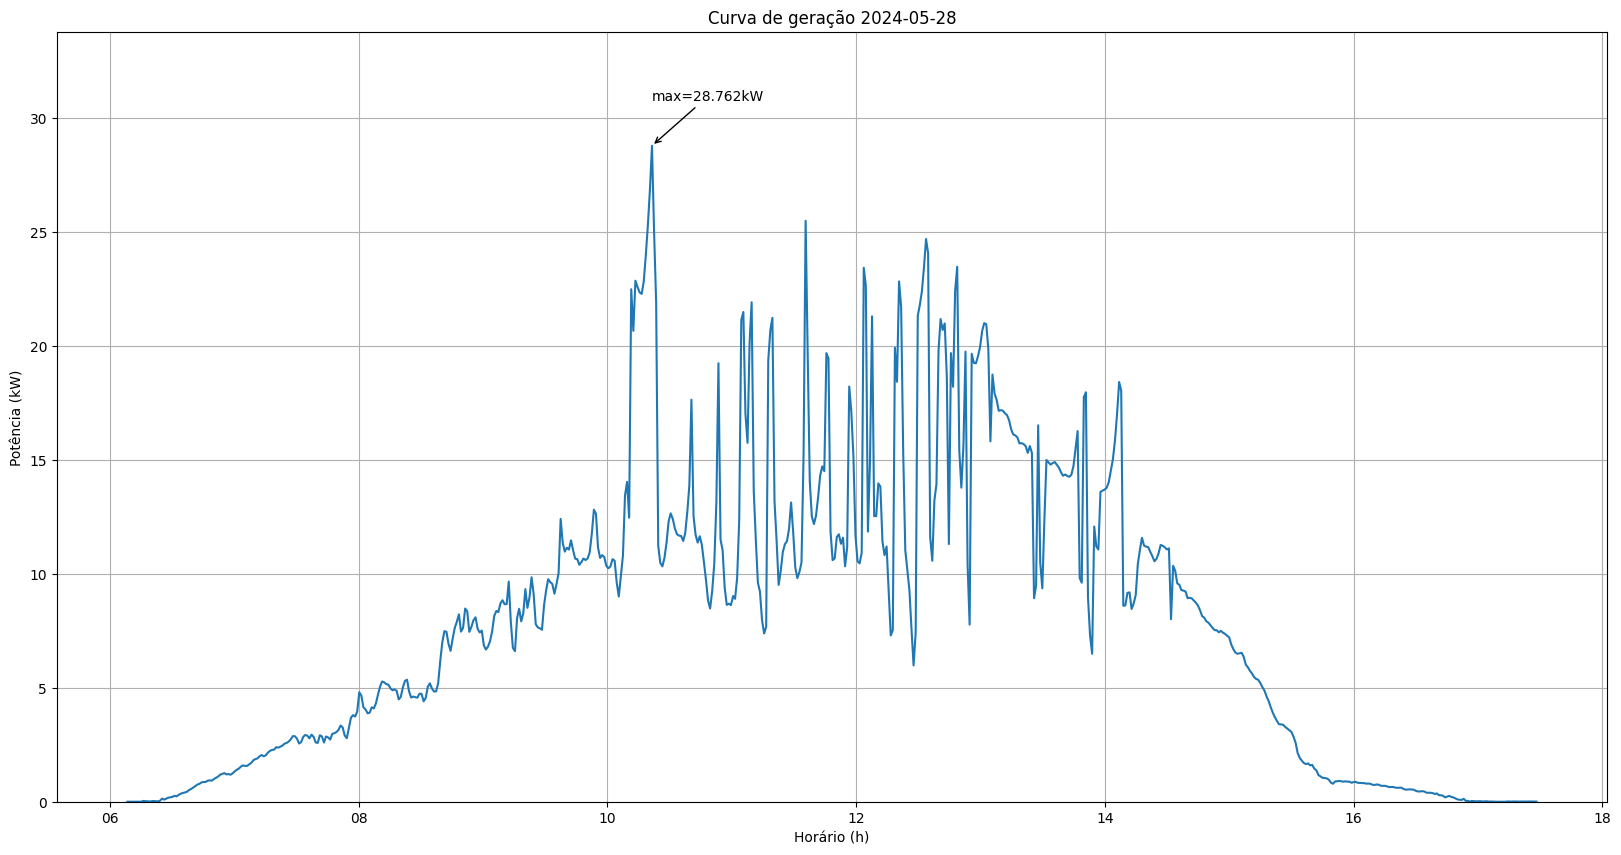 Curva de geração 2024-05-28
max=28.762kW
Potência (kW)
30
25
20
15
10
5
0
06 08 10 12 14 16 18
Horário (h)